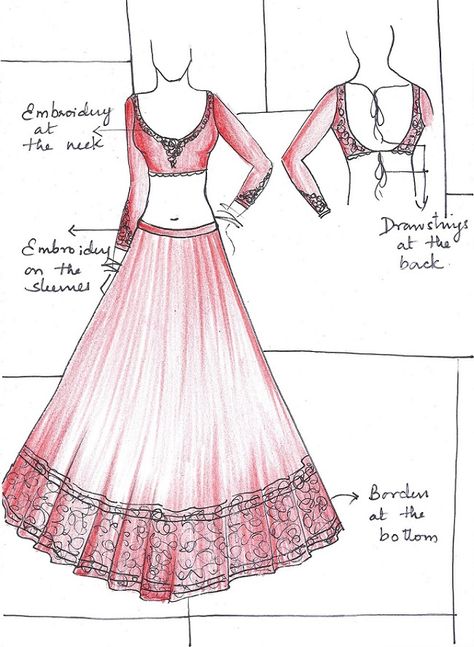 Embroidery
at
the neck
Embroidery
on the
sleeves
Drawstrings
at the
back
Border
at the
bottom